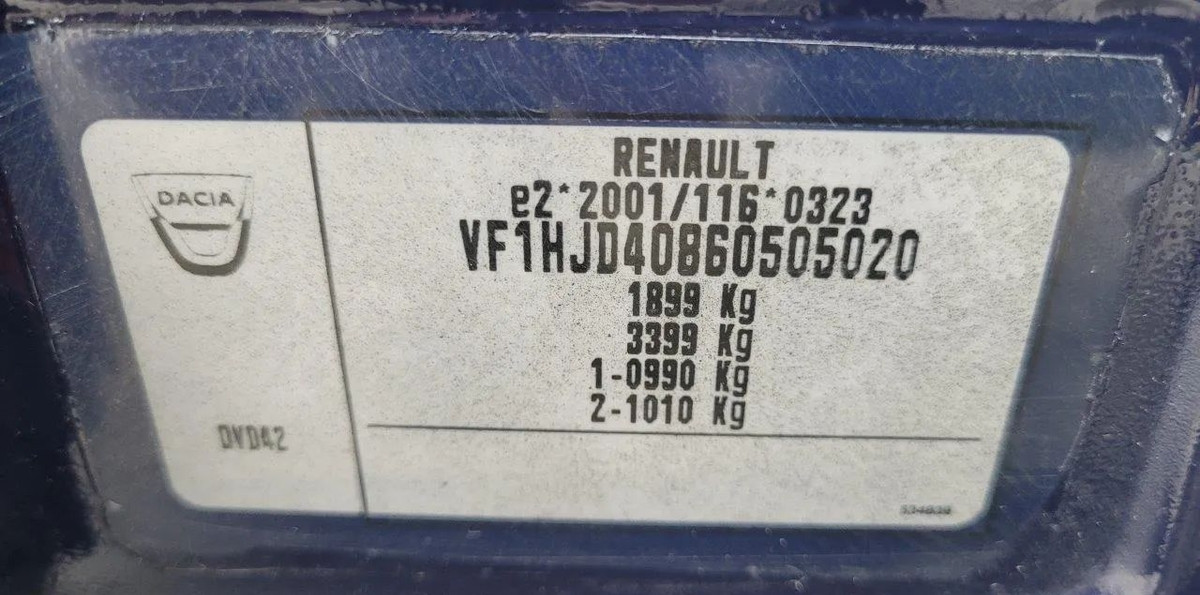 DACIA
RENAULT
e2*2001/116*0323
VF1HJD40860505020
1899 Kg
3399 Kg
1-0990 Kg
2-1010 Kg
DVD42